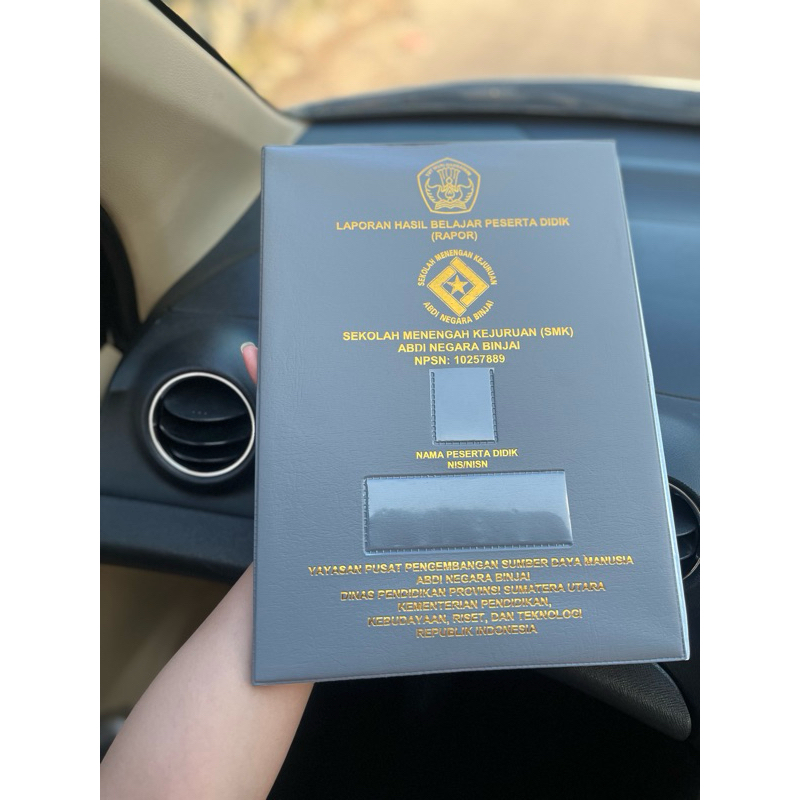 LAPORAN HASIL BELAJAR PESERTA DIDIK
(RAPOR)
SEKOLAH MENENGAH KEJURUAN
ABDI NEGARA BINJAI
SEKOLAH MENENGAH KEJURUAN (SMK)
ABDI NEGARA BINJAI
NPSN: 10257889
NAMA PESERTA DIDIK
NIS/NISN
YAYASAN PUSAT PENGEMBANGAN SUMBER DAYA MANUSIA
ABDI NEGARA BINJAI
DINAS PENDIDIKAN PROVINSI SUMATERA UTARA
KEMENTERIAN PENDIDIKAN,
KEBUDAYAAN, RISET, DAN TEKNOLOGI
REPUBLIK INDONESIA